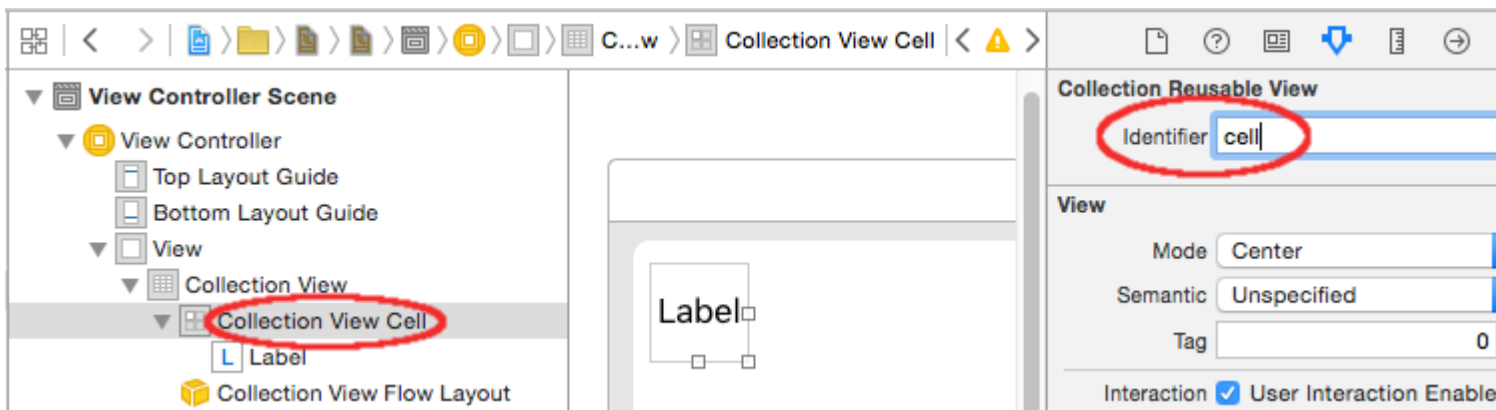 C...w
Collection View Cell
View Controller Scene
View Controller
Top Layout Guide
Bottom Layout Guide
View
Collection View
Collection View Cell
L Label
Collection View Flow Layout
Label
Collection Reusable View
Identifier cell
View
Mode Center
Semantic Unspecified
Tag 0
Interaction User Interaction Enable